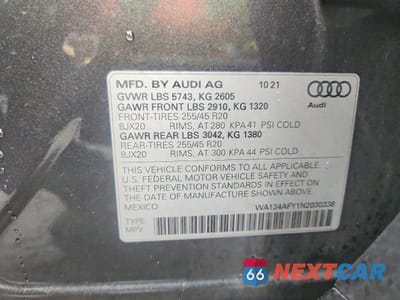 MFD. BY AUDI AG 10 21
GVWR LBS 5743, KG 2605
GAWR FRONT LBS 2910, KG 1320
FRONT-TIRES 255/45 R20
8JX20 RIMS, AT 280 KPA 41 PSI COLD
GAWR REAR LBS 3042, KG 1380
REAR-TIRES 255/45 R20
8JX20 RIMS, AT 300 KPA 44 PSI COLD
THIS VEHICLE CONFORMS TO ALL APPLICABLE
U.S. FEDERAL MOTOR VEHICLE SAFETY AND
THEFT PREVENTION STANDARDS IN EFFECT ON
THE DATE OF MANUFACTURE SHOWN ABOVE.
MEXICO WA124AFY1N2030338
TYPE:
MPV
Audi
66 NEXTCAR